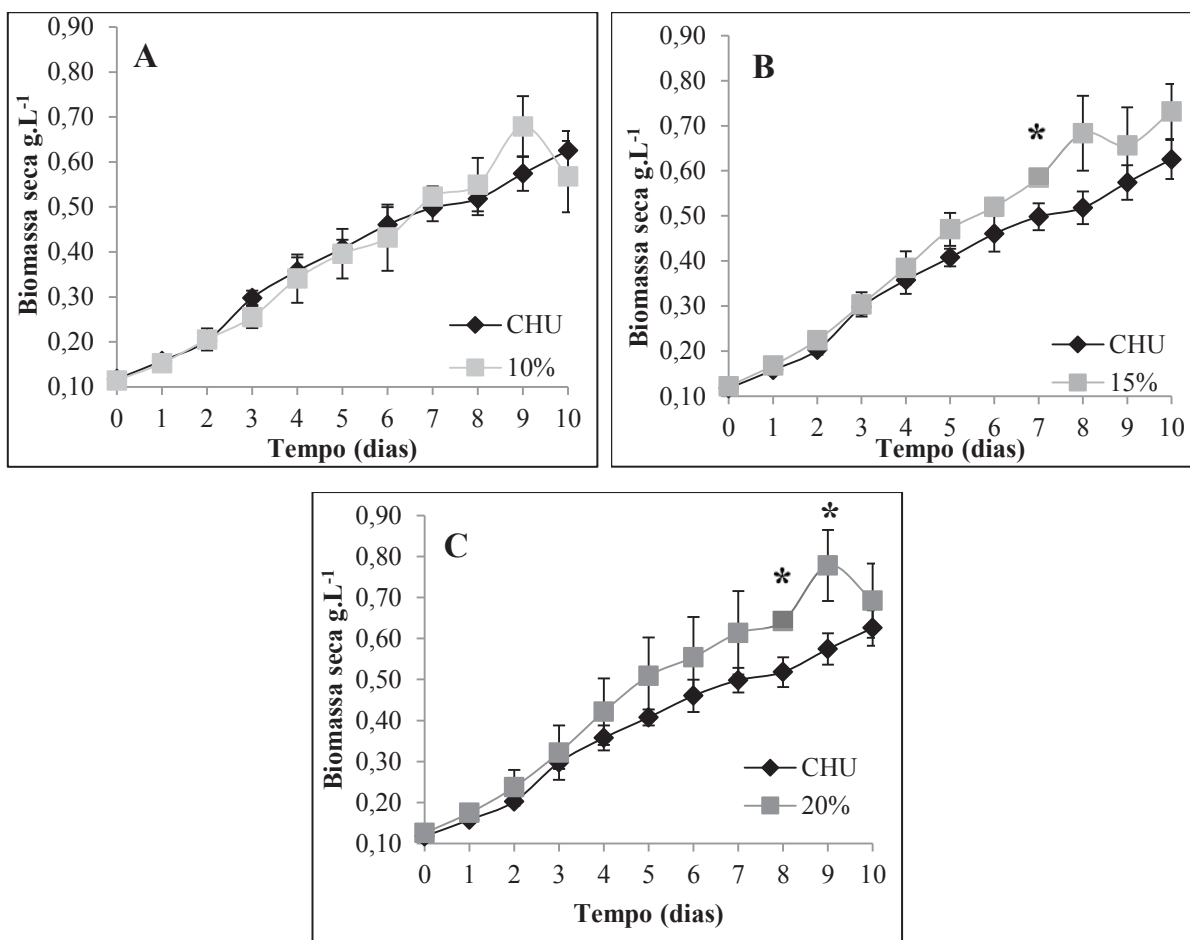 A
Biomassa seca g.L-1
0,90
0,80
0,70
0,60
0,50
0,40
0,30
0,20
0,10
CHU
10%
0 1 2 3 4 5 6 7 8 9 10
Tempo (dias)
B
Biomassa seca g.L-1
0,90
0,80
0,70
0,60
0,50
0,40
0,30
0,20
0,10
*
CHU
15%
0 1 2 3 4 5 6 7 8 9 10
Tempo (dias)
C
Biomassa seca g.L-1
0,90
0,80
0,70
0,60
0,50
0,40
0,30
0,20
0,10
*
*
CHU
20%
0 1 2 3 4 5 6 7 8 9 10
Tempo (dias)